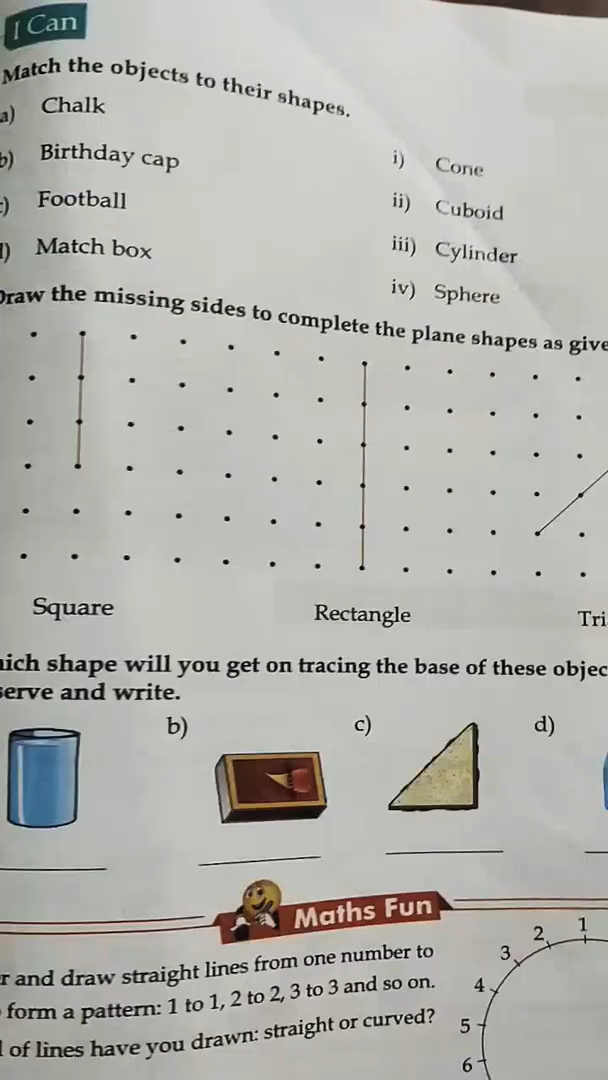 I Can
Match the objects to their shapes.
a) Chalk
b) Birthday cap
i) Cone
Football
ii) Cuboid
Match box
iii) Cylinder
iv) Sphere
Draw the missing sides to complete the plane shapes as give
Square
Rectangle
Tri
hich shape will you get on tracing the base of these objec
serve and write.
b)
c)
d)
Maths Fun
r and draw straight lines from one number to
form a pattern: 1 to 1, 2 to 2, 3 to 3 and so on.
of lines have you drawn: straight or curved?
1
2
3
4
5
6